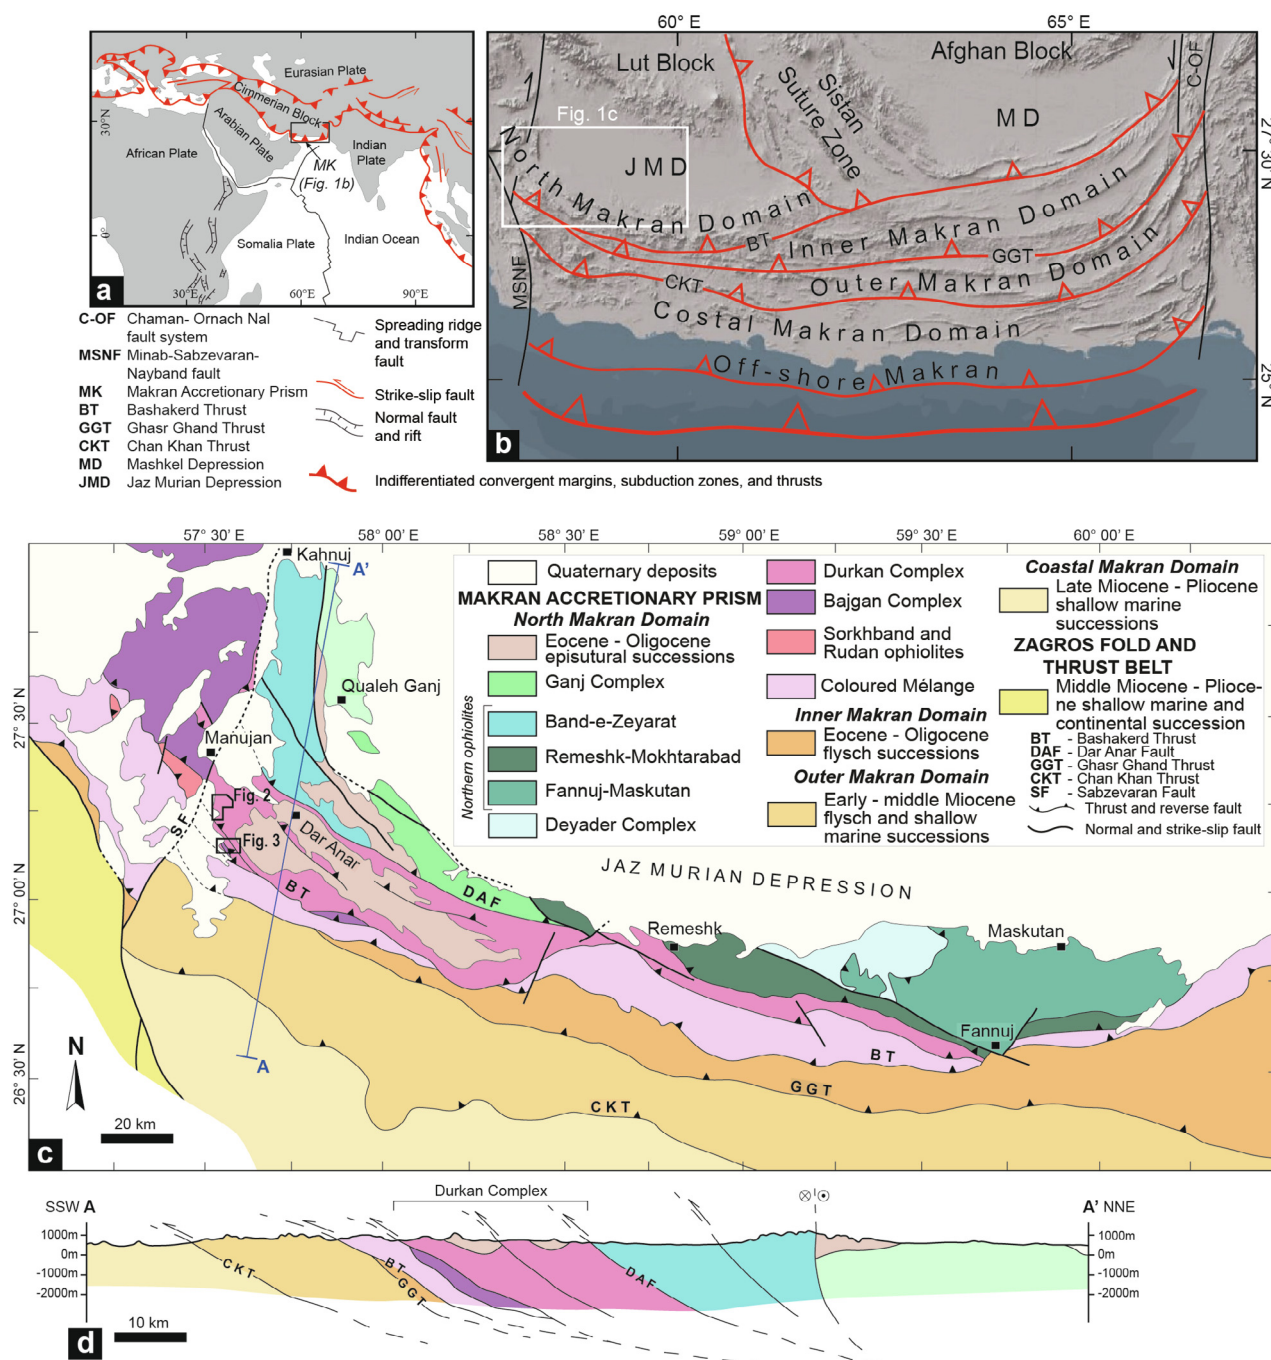 Eurasian Plate
Cimmerian Block
Arabian Plate
African Plate
Indian
Plate
MK
(Fig. 1b)
Somalia Plate
Indian Ocean
30°N
0°
30°E
60°E
90°E
a
60° E
65° E
Lut Block
Afghan Block
Sistan
Suture Zone
C-OF
Fig. 1c
MD
JMD
27° 30' N
North Makran Domain
Inner Makran Domain
BT
GGT
Outer Makran Domain
CKT
MSNF
Costal Makran Domain
Off-shore Makran
25° N
b
C-OF Chaman- Ornach Nal
fault system
MSNF Minab-Sabzevaran-
Nayband fault
MK Makran Accretionary Prism
BT Bashakerd Thrust
GGT Ghasr Ghand Thrust
CKT Chan Khan Thrust
MD Mashkel Depression
JMD Jaz Murian Depression
Spreading ridge
and transform
fault
Strike-slip fault
Normal fault
and rift
Indifferentiated convergent margins, subduction zones, and thrusts
57° 30' E
58° 00' E
58° 30' E
59° 00' E
59° 30' E
60° 00' E
27° 30' N
27° 00' N
26° 30' N
Kahnuj
A'
Qualeh Ganj
Manujan
Fig. 2
SF
Fig. 3
Dar Anar
BT
DAF
JAZ MURIAN DEPRESSION
Remeshk
Maskutan
Fannuj
BT
GGT
CKT
A
N
20 km
c
Quaternary deposits
MAKRAN ACCRETIONARY PRISM
North Makran Domain
Eocene - Oligocene
episutural successions
Ganj Complex
Northern ophiolites
Band-e-Zeyarat
Remeshk-Mokhtarabad
Fannuj-Maskutan
Deyader Complex
Durkan Complex
Bajgan Complex
Sorkhband and
Rudan ophiolites
Coloured Mélange
Inner Makran Domain
Eocene - Oligocene
flysch successions
Outer Makran Domain
Early - middle Miocene
flysch and shallow
marine successions
Coastal Makran Domain
Late Miocene - Pliocene
shallow marine
successions
ZAGROS FOLD AND
THRUST BELT
Middle Miocene - Plioce-
ne shallow marine and
continental succession
BT - Bashakerd Thrust
DAF - Dar Anar Fault
GGT - Ghasr Ghand Thrust
CKT - Chan Khan Thrust
SF - Sabzevaran Fault
Thrust and reverse fault
Normal and strike-slip fault
Durkan Complex
SSW A
A' NNE
1000m
0m
-1000m
-2000m
CKT
BT
GGT
DAF
1000m
0m
-1000m
-2000m
d
10 km